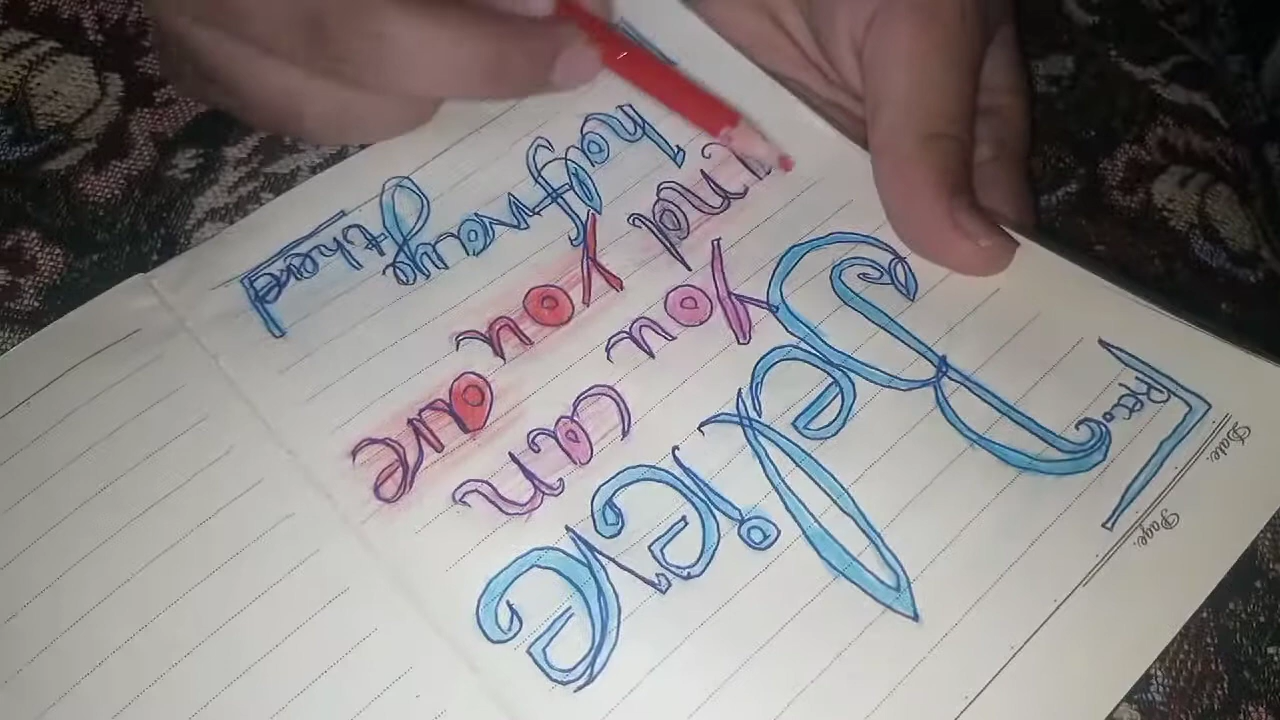 Date.
Page.
Rec.
Believe
You can
And You are
halfway there